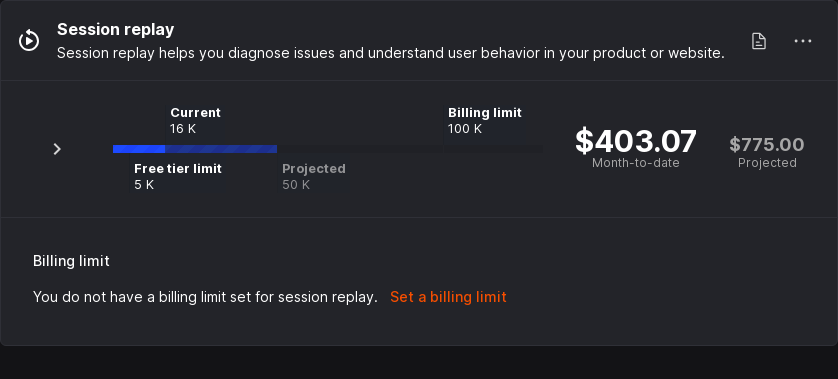 Session replay
Session replay helps you diagnose issues and understand user behavior in your product or website.
Current
16 K
Billing limit
100 K
Free tier limit
5 K
Projected
50 K
$403.07
Month-to-date
$775.00
Projected
Billing limit
You do not have a billing limit set for session replay. Set a billing limit